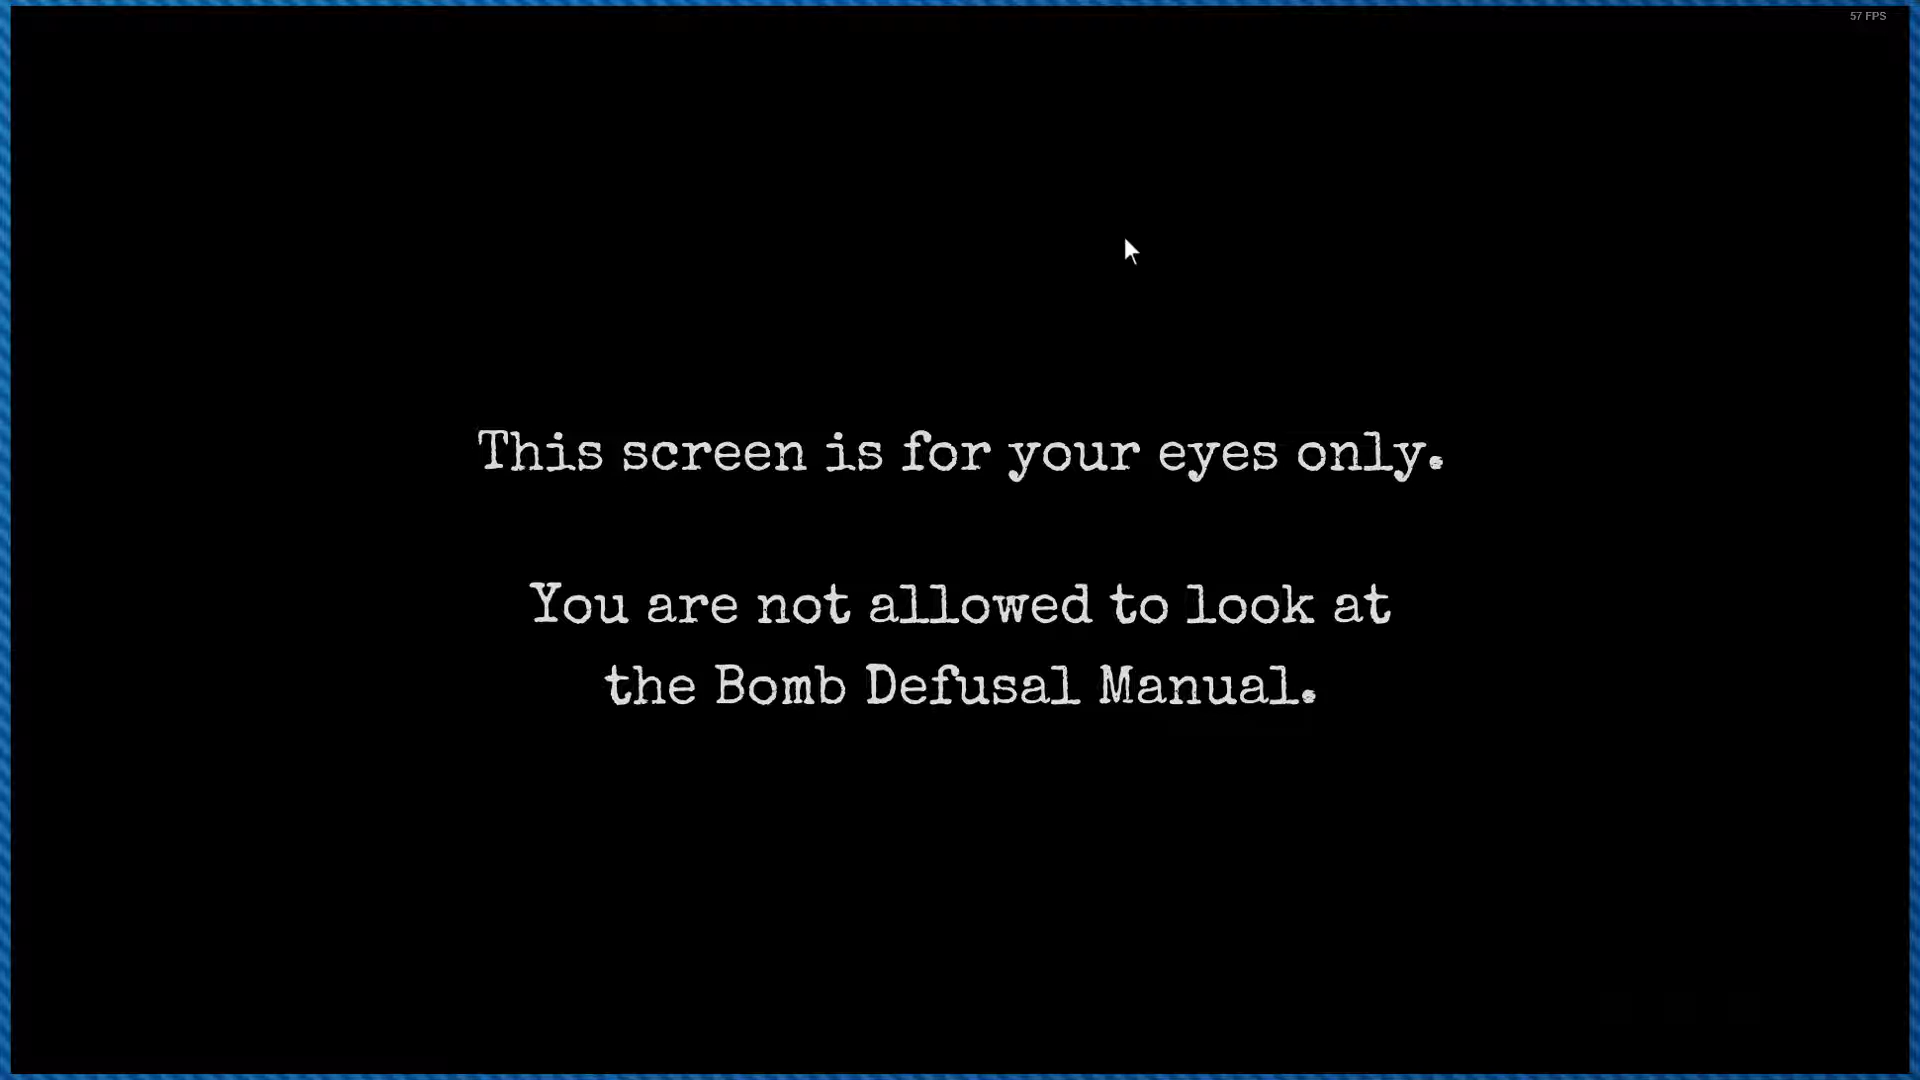 57 FPS
This screen is for your eyes only.
You are not allowed to look at
the Bomb Defusal Manual.